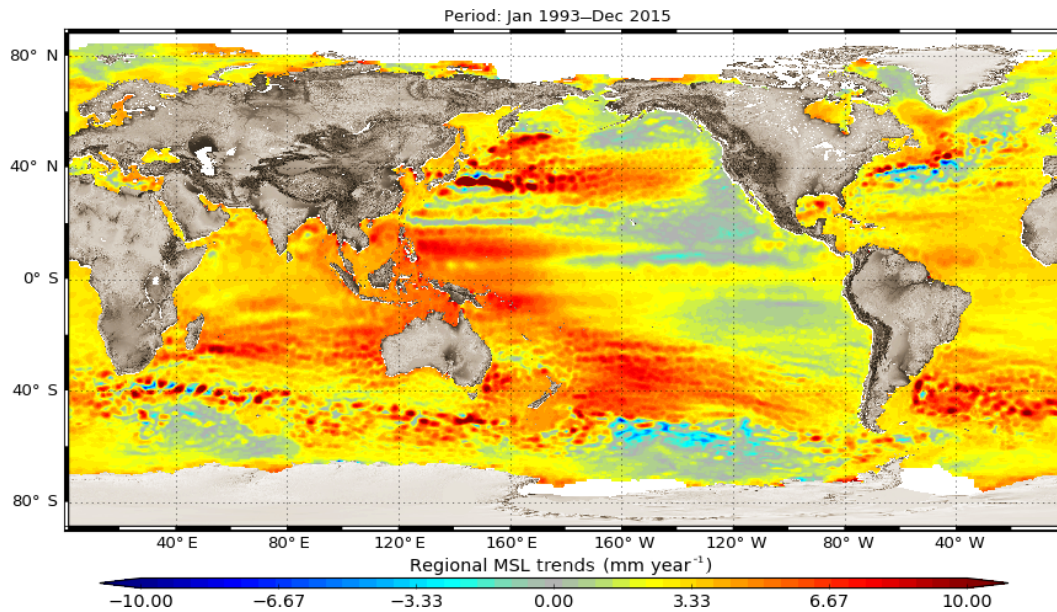 Period: Jan 1993—Dec 2015
80° N
40° N
0° S
40° S
80° S
40° E 80° E 120° E 160° E 160° W 120° W 80° W 40° W
Regional MSL trends (mm year⁻¹)
−10.00 −6.67 −3.33 0.00 3.33 6.67 10.00